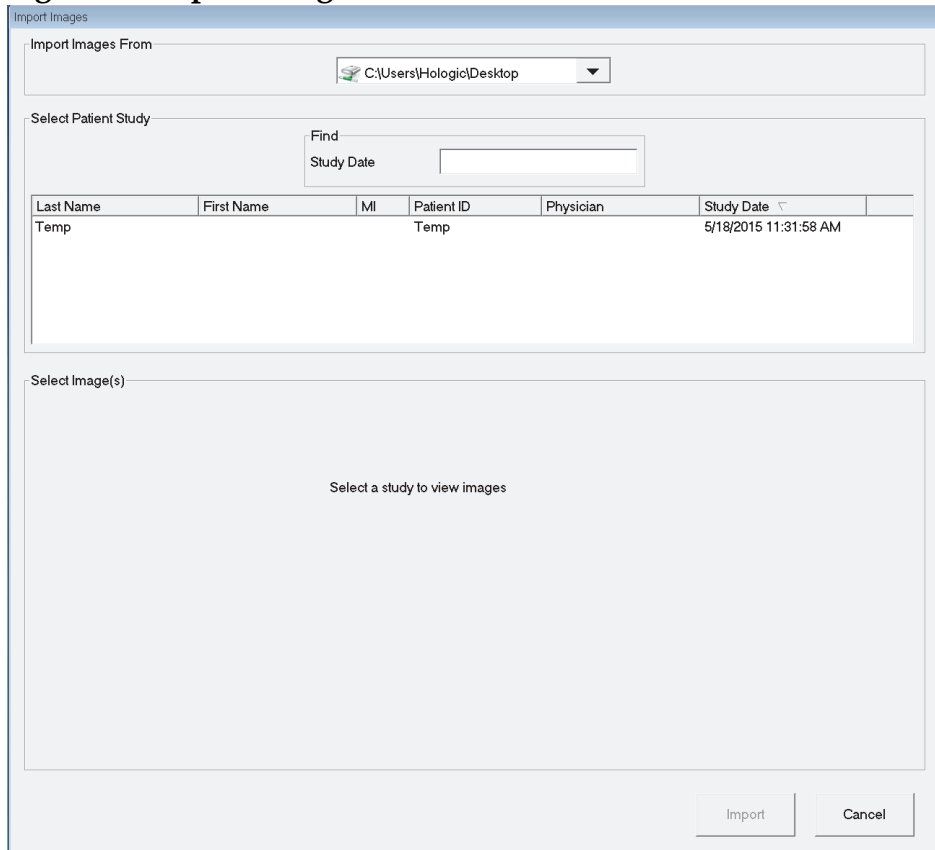 Import Images
Import Images From
C:\Users\Hologic\Desktop
Select Patient Study
Find
Study Date
Last Name First Name MI Patient ID Physician Study Date
Temp Temp 5/18/2015 11:31:58 AM
Select Image(s)
Select a study to view images
Import Cancel